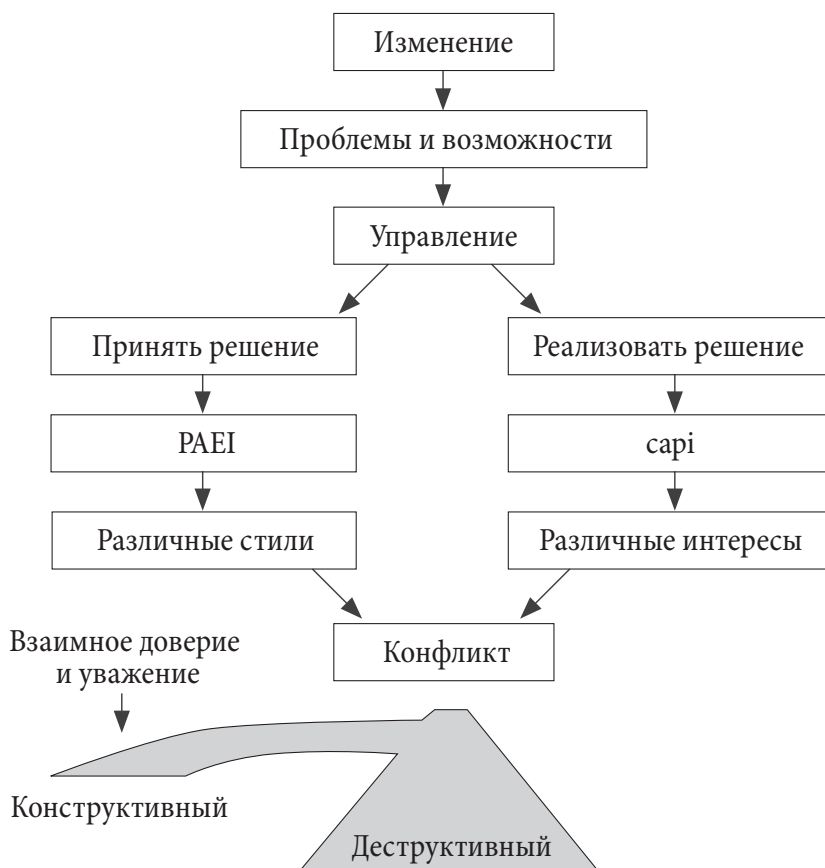 Изменение
Проблемы и возможности
Управление
Принять решение
Реализовать решение
PAEI
capi
Различные стили
Различные интересы
Взаимное доверие
и уважение
Конфликт
Конструктивный
Деструктивный